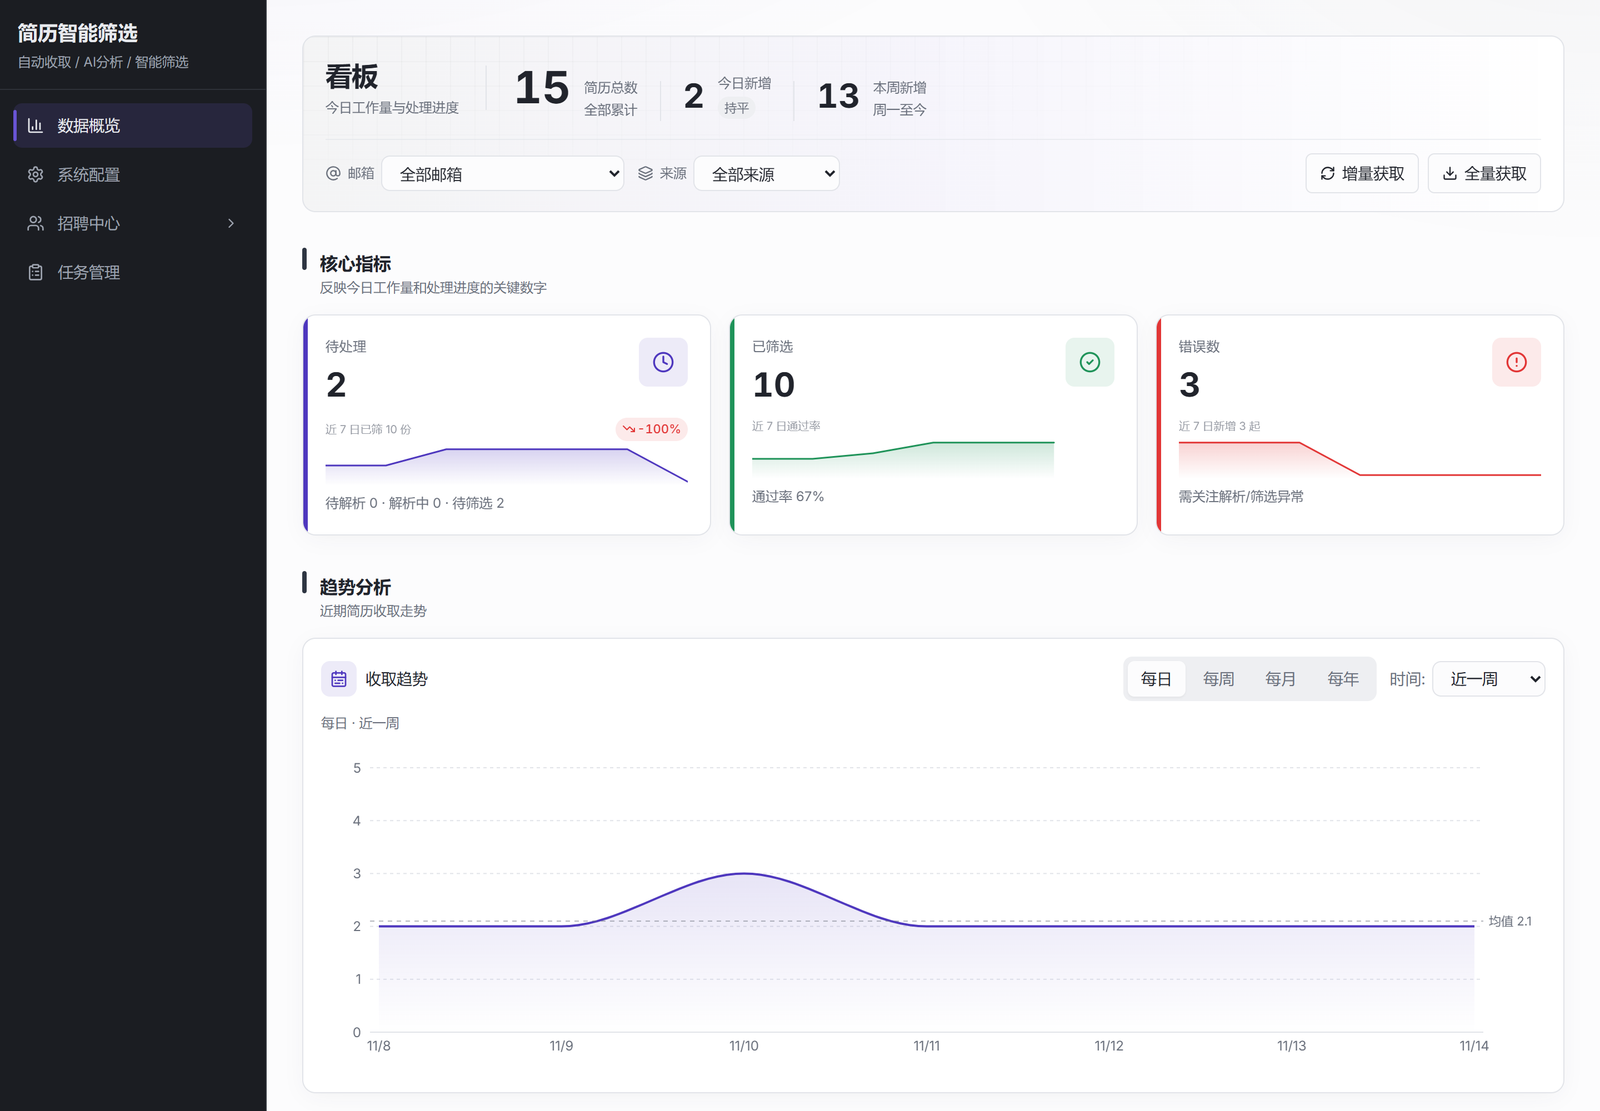 简历智能筛选
自动收取 / AI分析 / 智能筛选
数据概览
系统配置
招聘中心
任务管理
看板
今日工作量与处理进度
15
简历总数
全部累计
2
今日新增
持平
13
本周新增
周一至今
邮箱
全部邮箱
来源
全部来源
增量获取
全量获取
核心指标
反映今日工作量和处理进度的关键数字
待处理
2
近 7 日已筛 10 份
-100%
待解析 0 · 解析中 0 · 待筛选 2
已筛选
10
近 7 日通过率
通过率 67%
错误数
3
近 7 日新增 3 起
需关注解析/筛选异常
趋势分析
近期简历收取走势
收取趋势
每日
每周
每月
每年
时间:
近一周
每日 · 近一周
5
4
3
2
1
0
均值 2.1
11/8
11/9
11/10
11/11
11/12
11/13
11/14